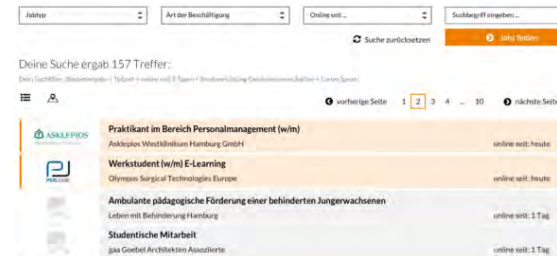 Jobtyp
Art der Beschäftigung
Online seit ...
Suchbegriff eingeben...
Suche zurücksetzen
Jobs finden
Deine Suche ergab 157 Treffer:
vorherige Seite 1 2 3 4 ... 10 nächste Seite
ASKLEPIOS
Praktikant im Bereich Personalmanagement (w/m)
Asklepios Westklinikum Hamburg GmbH
online seit: heute
Werkstudent (w/m) E-Learning
Olympus Surgical Technologies Europe
online seit: heute
Ambulante pädagogische Förderung einer behinderten Jungerwachsenen
Leben mit Behinderung Hamburg
online seit: 1 Tag
Studentische Mitarbeit
gaa Goebel Architekten Assoziierte
online seit: 1 Tag